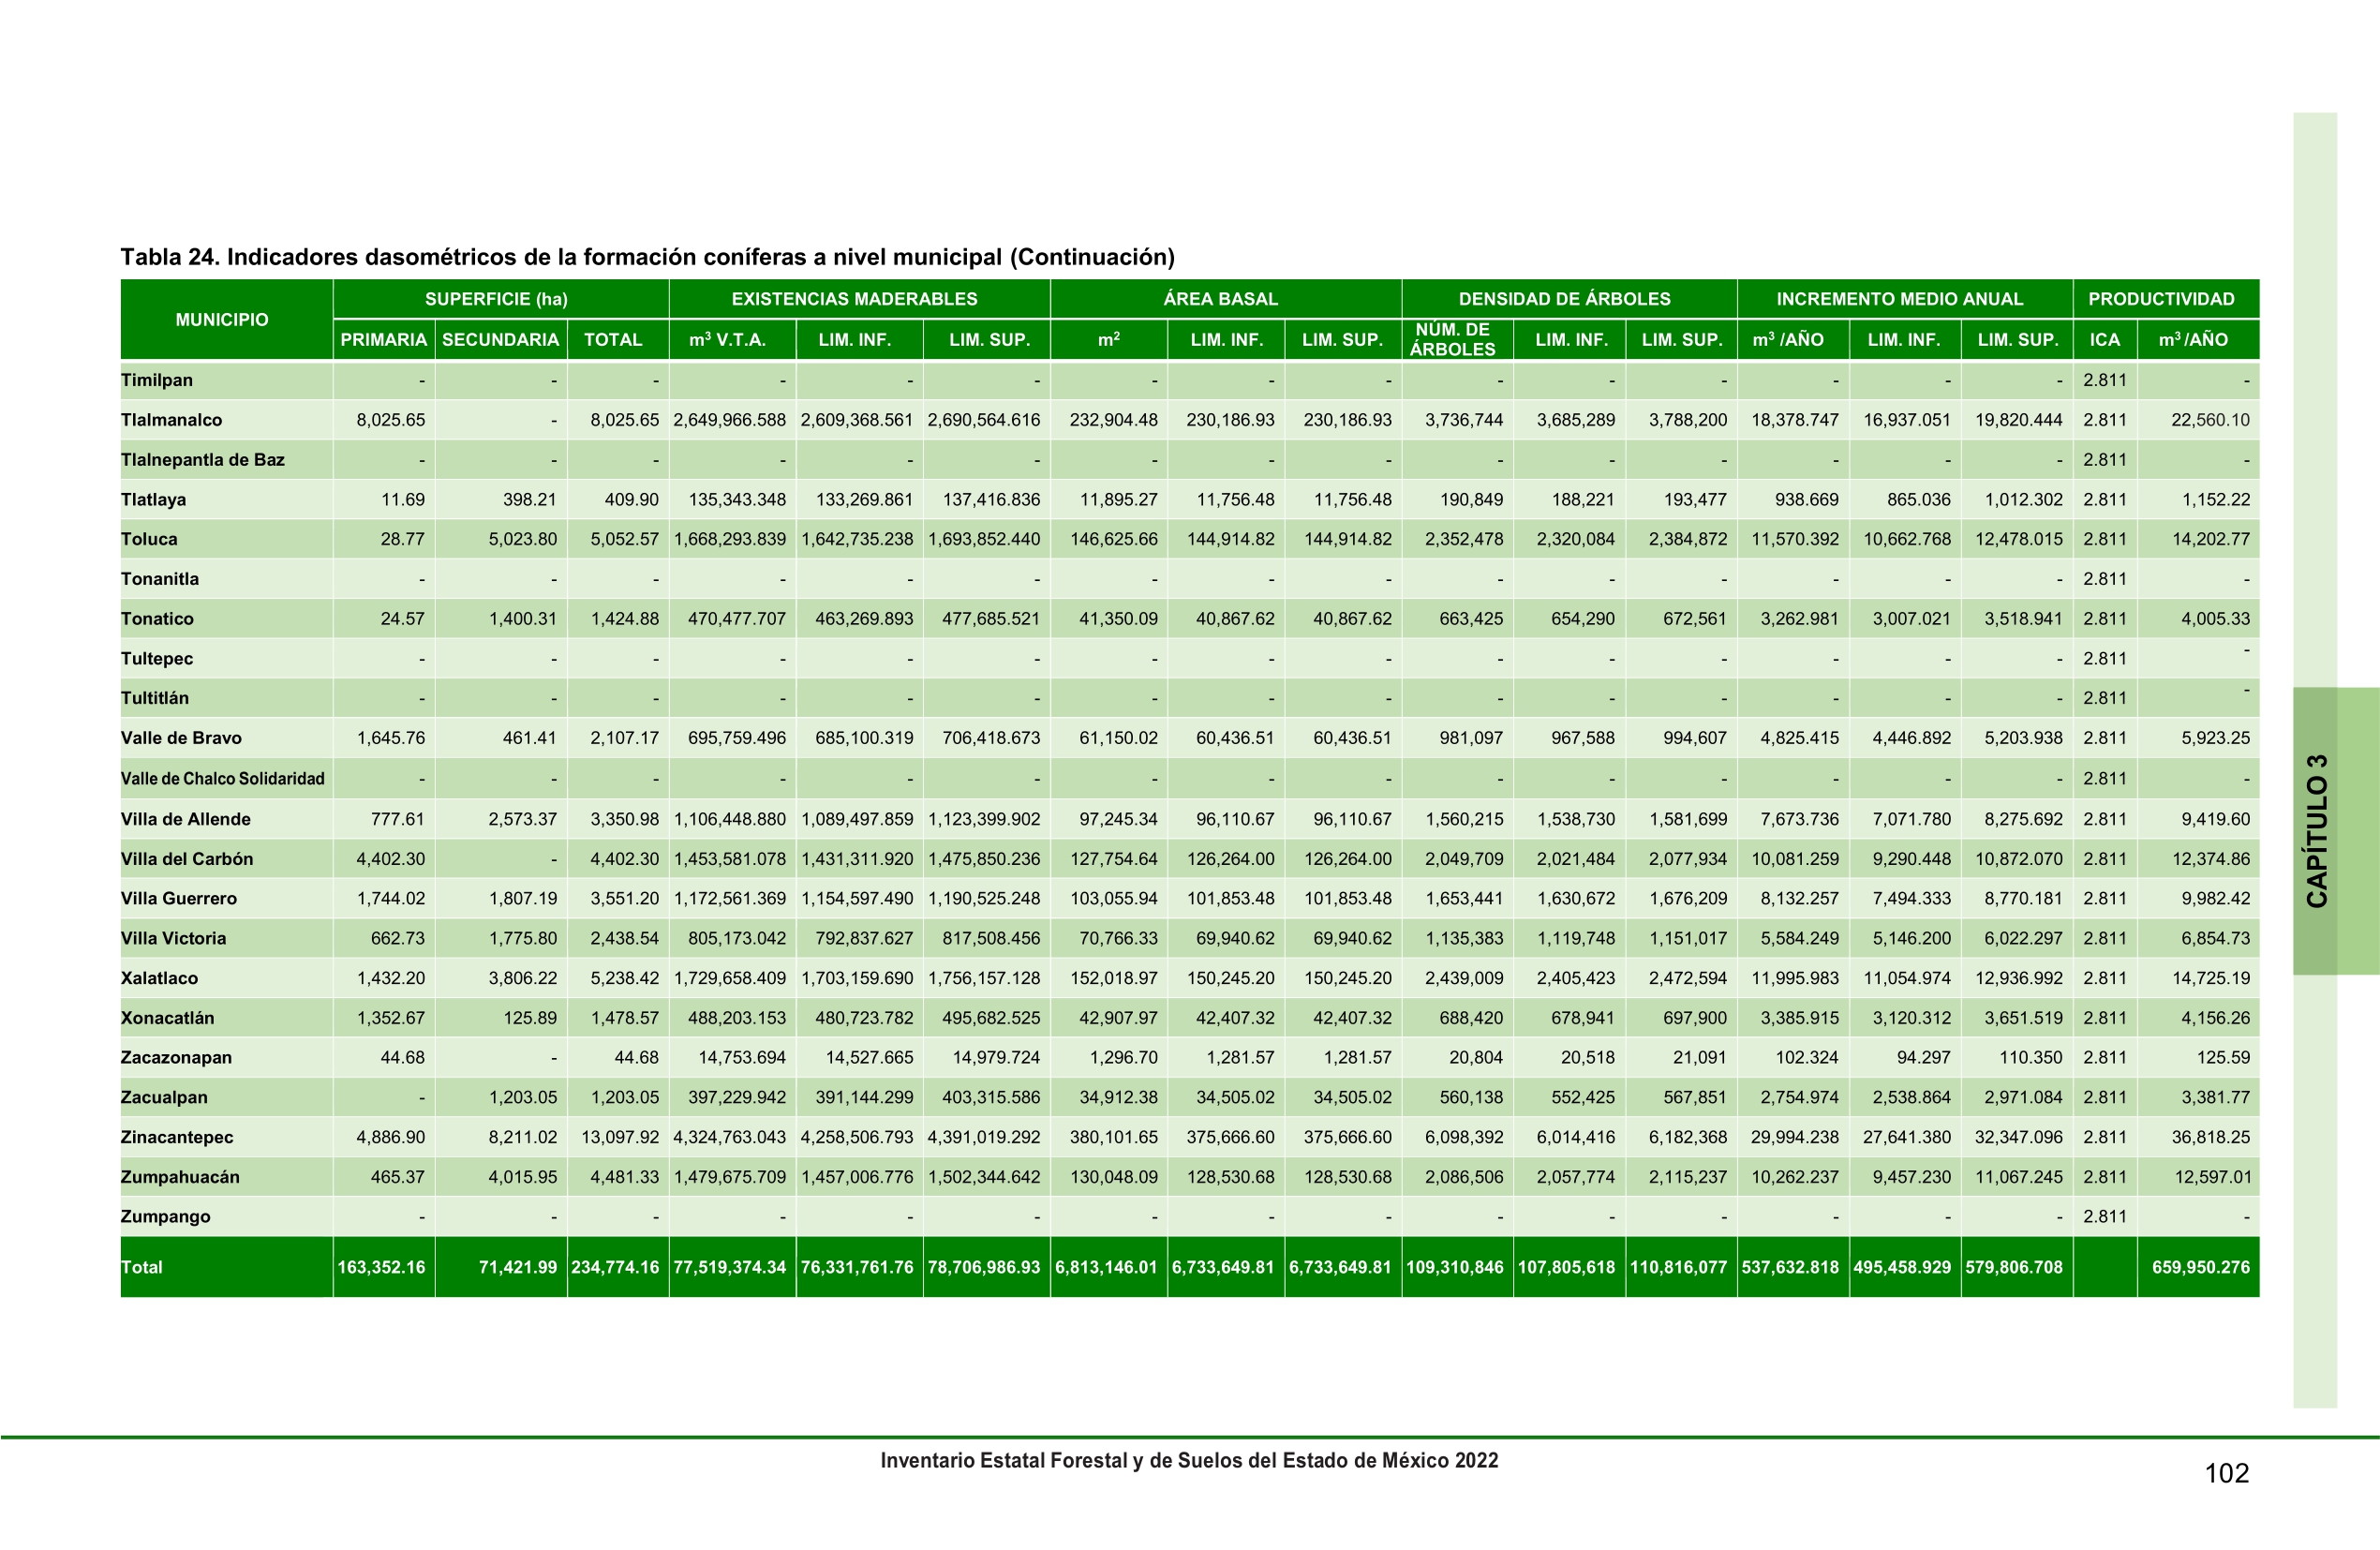 Tabla 24. Indicadores dasométricos de la formación coníferas a nivel municipal (Continuación)
MUNICIPIO SUPERFICIE (ha) EXISTENCIAS MADERABLES ÁREA BASAL DENSIDAD DE ÁRBOLES INCREMENTO MEDIO ANUAL PRODUCTIVIDAD
PRIMARIA SECUNDARIA TOTAL m³ V.T.A. LIM. INF. LIM. SUP. m² LIM. INF. LIM. SUP. NÚM. DE ÁRBOLES LIM. INF. LIM. SUP. m³ /AÑO LIM. INF. LIM. SUP. ICA m³ /AÑO
Timilpan - - - - - - - - - - - - - - - 2.811 -
Tlalmanalco 8,025.65 - 8,025.65 2,649,966.588 2,609,368.561 2,690,564.616 232,904.48 230,186.93 230,186.93 3,736,744 3,685,289 3,788,200 18,378.747 16,937.051 19,820.444 2.811 22,560.10
Tlalnepantla de Baz - - - - - - - - - - - - - - - 2.811 -
Tlatlaya 11.69 398.21 409.90 135,343.348 133,269.861 137,416.836 11,895.27 11,756.48 11,756.48 190,849 188,221 193,477 938.669 865.036 1,012.302 2.811 1,152.22
Toluca 28.77 5,023.80 5,052.57 1,668,293.839 1,642,735.238 1,693,852.440 146,625.66 144,914.82 144,914.82 2,352,478 2,320,084 2,384,872 11,570.392 10,662.768 12,478.015 2.811 14,202.77
Tonanitla - - - - - - - - - - - - - - - 2.811 -
Tonatico 24.57 1,400.31 1,424.88 470,477.707 463,269.893 477,685.521 41,350.09 40,867.62 40,867.62 663,425 654,290 672,561 3,262.981 3,007.021 3,518.941 2.811 4,005.33
Tultepec - - - - - - - - - - - - - - - 2.811 -
Tultitlán - - - - - - - - - - - - - - - 2.811 -
Valle de Bravo 1,645.76 461.41 2,107.17 695,759.496 685,100.319 706,418.673 61,150.02 60,436.51 60,436.51 981,097 967,588 994,607 4,825.415 4,446.892 5,203.938 2.811 5,923.25
Valle de Chalco Solidaridad - - - - - - - - - - - - - - - 2.811 -
Villa de Allende 777.61 2,573.37 3,350.98 1,106,448.880 1,089,497.859 1,123,399.902 97,245.34 96,110.67 96,110.67 1,560,215 1,538,730 1,581,699 7,673.736 7,071.780 8,275.692 2.811 9,419.60
Villa del Carbón 4,402.30 - 4,402.30 1,453,581.078 1,431,311.920 1,475,850.236 127,754.64 126,264.00 126,264.00 2,049,709 2,021,484 2,077,934 10,081.259 9,290.448 10,872.070 2.811 12,374.86
Villa Guerrero 1,744.02 1,807.19 3,551.20 1,172,561.369 1,154,597.490 1,190,525.248 103,055.94 101,853.48 101,853.48 1,653,441 1,630,672 1,676,209 8,132.257 7,494.333 8,770.181 2.811 9,982.42
Villa Victoria 662.73 1,775.80 2,438.54 805,173.042 792,837.627 817,508.456 70,766.33 69,940.62 69,940.62 1,135,383 1,119,748 1,151,017 5,584.249 5,146.200 6,022.297 2.811 6,854.73
Xalatlaco 1,432.20 3,806.22 5,238.42 1,729,658.409 1,703,159.690 1,756,157.128 152,018.97 150,245.20 150,245.20 2,439,009 2,405,423 2,472,594 11,995.983 11,054.974 12,936.992 2.811 14,725.19
Xonacatlán 1,352.67 125.89 1,478.57 488,203.153 480,723.782 495,682.525 42,907.97 42,407.32 42,407.32 688,420 678,941 697,900 3,385.915 3,120.312 3,651.519 2.811 4,156.26
Zacazonapan 44.68 - 44.68 14,753.694 14,527.665 14,979.724 1,296.70 1,281.57 1,281.57 20,804 20,518 21,091 102.324 94.297 110.350 2.811 125.59
Zacualpan - 1,203.05 1,203.05 397,229.942 391,144.299 403,315.586 34,912.38 34,505.02 34,505.02 560,138 552,425 567,851 2,754.974 2,538.864 2,971.084 2.811 3,381.77
Zinacantepec 4,886.90 8,211.02 13,097.92 4,324,763.043 4,258,506.793 4,391,019.292 380,101.65 375,666.60 375,666.60 6,098,392 6,014,416 6,182,368 29,994.238 27,641.380 32,347.096 2.811 36,818.25
Zumpahuacán 465.37 4,015.95 4,481.33 1,479,675.709 1,457,006.776 1,502,344.642 130,048.09 128,530.68 128,530.68 2,086,506 2,057,774 2,115,237 10,262.237 9,457.230 11,067.245 2.811 12,597.01
Zumpango - - - - - - - - - - - - - - - 2.811 -
Total 163,352.16 71,421.99 234,774.16 77,519,374.34 76,331,761.76 78,706,986.93 6,813,146.01 6,733,649.81 6,733,649.81 109,310,846 107,805,618 110,816,077 537,632.818 495,458.929 579,806.708 659,950.276
CAPÍTULO 3
Inventario Estatal Forestal y de Suelos del Estado de México 2022
102